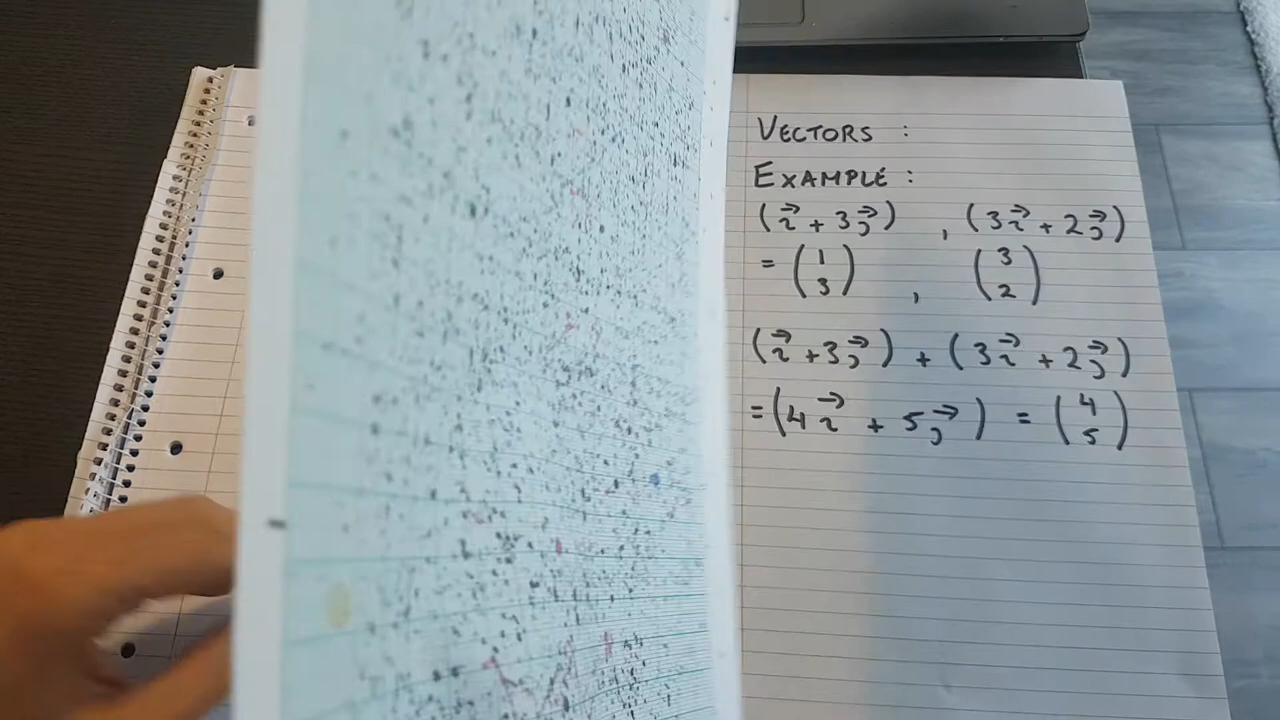 VECTORS :
EXAMPLE :
(i⃗ + 3j⃗) , (3i⃗ + 2j⃗)
= (1 3) , (3 2)
(i⃗ + 3j⃗) + (3i⃗ + 2j⃗)
= (4i⃗ + 5j⃗) = (4 5)